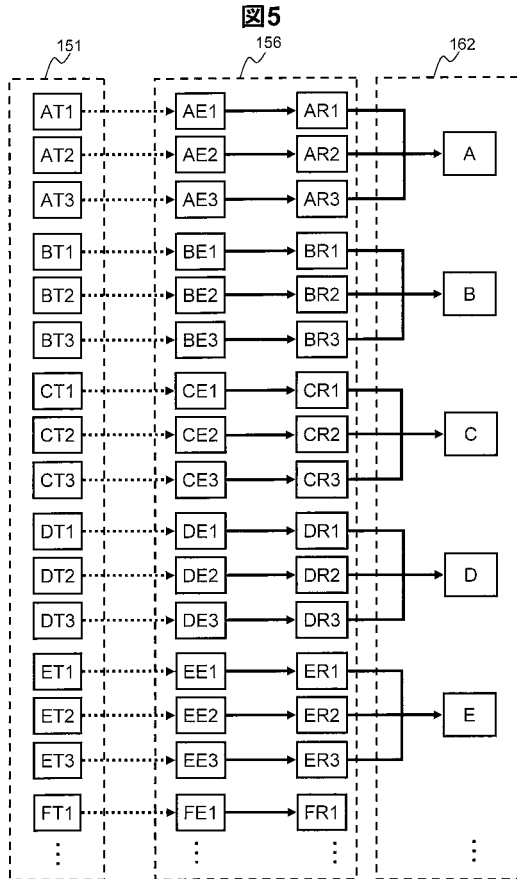 図5
151 156 162
AT1 AE1 AR1
AT2 AE2 AR2 A
AT3 AE3 AR3
BT1 BE1 BR1
BT2 BE2 BR2 B
BT3 BE3 BR3
CT1 CE1 CR1
CT2 CE2 CR2 C
CT3 CE3 CR3
DT1 DE1 DR1
DT2 DE2 DR2 D
DT3 DE3 DR3
ET1 EE1 ER1
ET2 EE2 ER2 E
ET3 EE3 ER3
FT1 FE1 FR1
⋮ ⋮ ⋮ ⋮